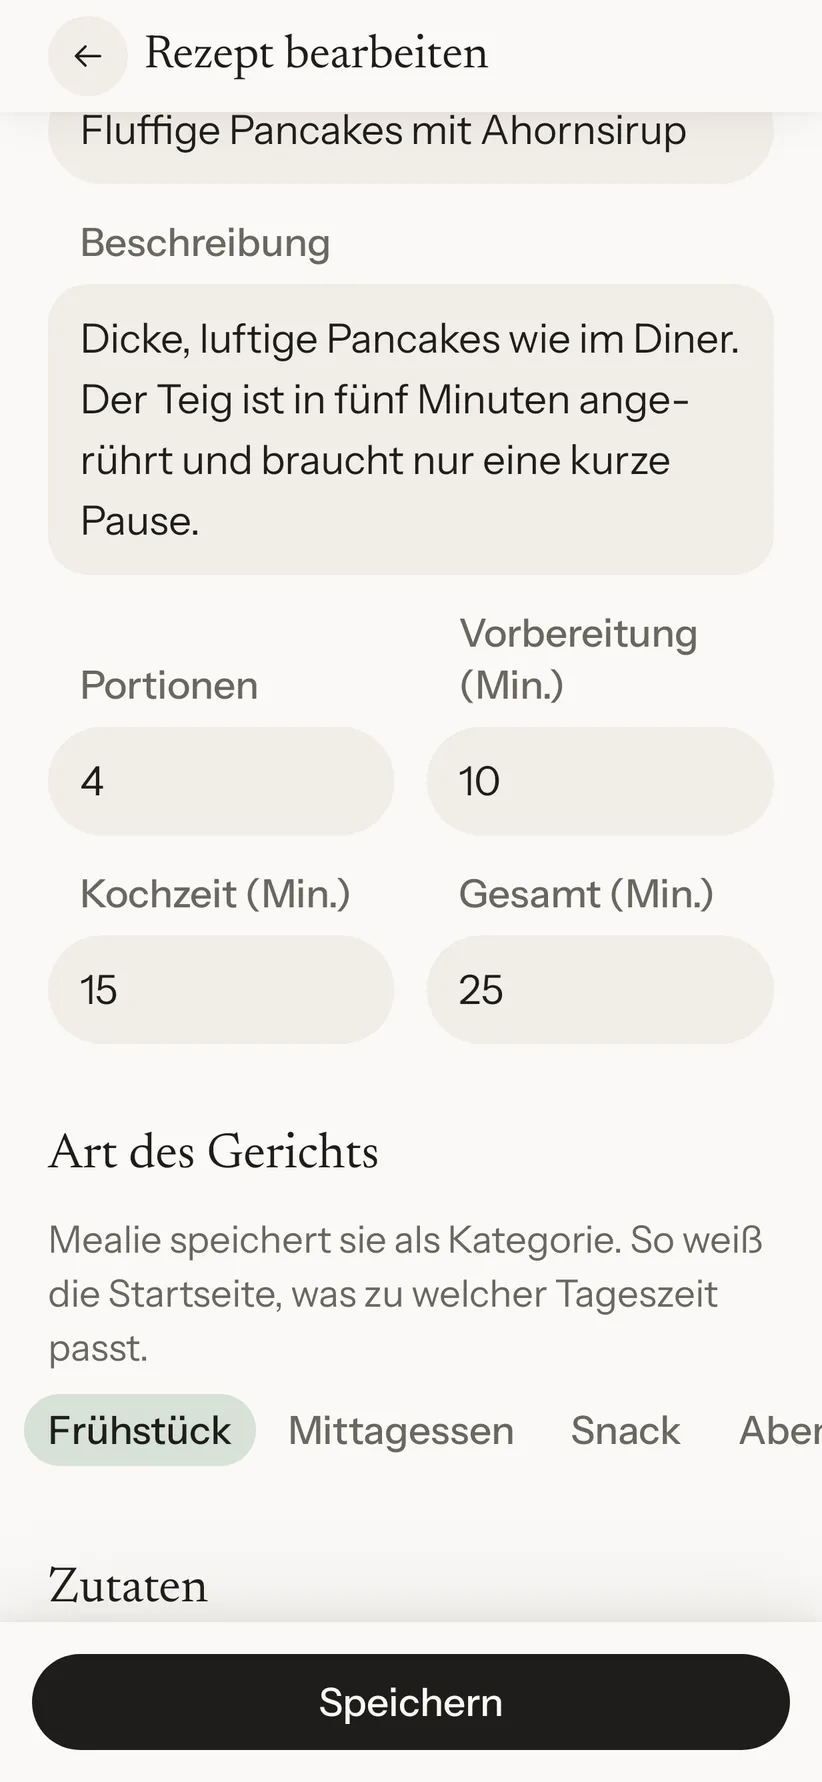 Rezept bearbeiten
Fluffige Pancakes mit Ahornsirup
Beschreibung
Dicke, luftige Pancakes wie im Diner.
Der Teig ist in fünf Minuten ange-
rührt und braucht nur eine kurze
Pause.
Portionen
Vorbereitung
(Min.)
4
10
Kochzeit (Min.)
Gesamt (Min.)
15
25
Art des Gerichts
Mealie speichert sie als Kategorie. So weiß
die Startseite, was zu welcher Tageszeit
passt.
Frühstück Mittagessen Snack Aber
Zutaten
Speichern